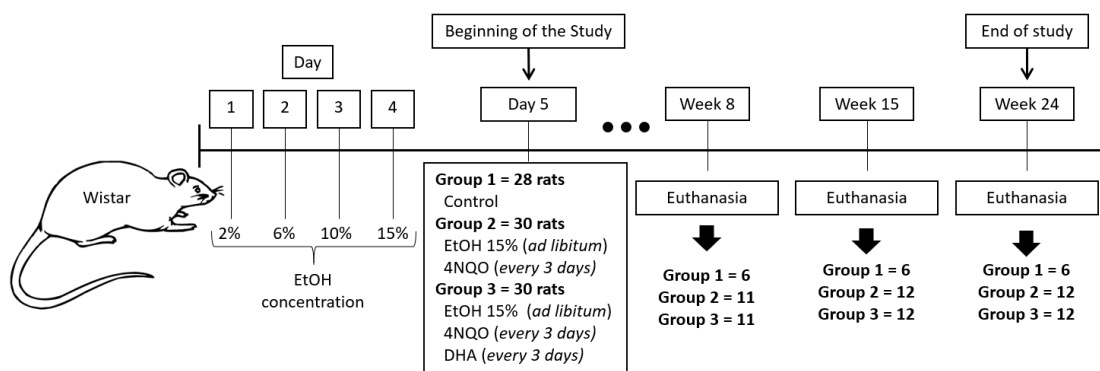 Beginning of the Study
End of study
Day
1
2
3
4
Day 5
Week 8
Week 15
Week 24
Wistar
2%
6%
10%
15%
EtOH
concentration
Group 1 = 28 rats
Control
Group 2 = 30 rats
EtOH 15% (ad libitum)
4NQO (every 3 days)
Group 3 = 30 rats
EtOH 15% (ad libitum)
4NQO (every 3 days)
DHA (every 3 days)
Euthanasia
Group 1 = 6
Group 2 = 11
Group 3 = 11
Euthanasia
Group 1 = 6
Group 2 = 12
Group 3 = 12
Euthanasia
Group 1 = 6
Group 2 = 12
Group 3 = 12